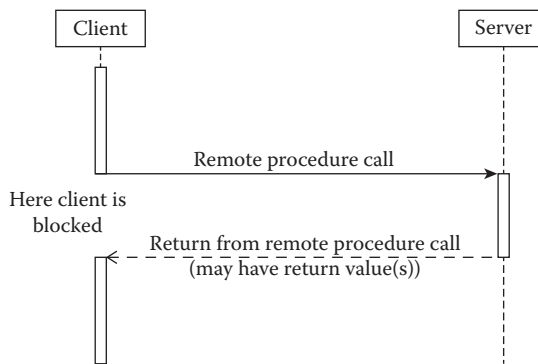 Client
Server
Remote procedure call
Here client is
blocked
Return from remote procedure call
(may have return value(s))